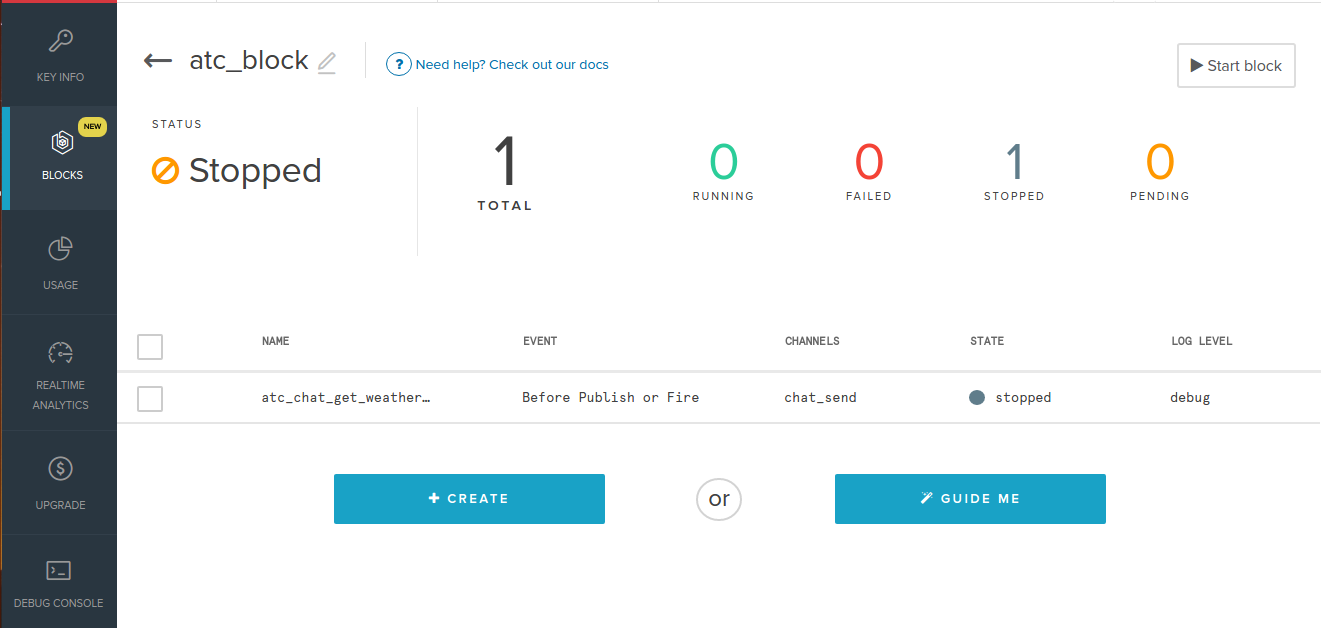 KEY INFO
NEW
BLOCKS
USAGE
REALTIME
ANALYTICS
$
UPGRADE
DEBUG CONSOLE
atc_block
? Need help? Check out our docs
Start block
STATUS
Stopped
1
TOTAL
0
RUNNING
0
FAILED
1
STOPPED
0
PENDING
NAME EVENT CHANNELS STATE LOG LEVEL
atc_chat_get_weather… Before Publish or Fire chat_send stopped debug
+ CREATE
or
GUIDE ME